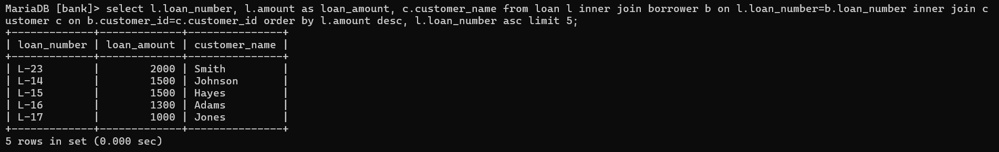 MariaDB [bank]> select l.loan_number, l.amount as loan_amount, c.customer_name from loan l inner join borrower b on l.loan_number=b.loan_number inner join c
ustomer c on b.customer_id=c.customer_id order by l.amount desc, l.loan_number asc limit 5;
+-------------+-------------+---------------+
| loan_number | loan_amount | customer_name |
+-------------+-------------+---------------+
| L-23        |        2000 | Smith         |
| L-14        |        1500 | Johnson       |
| L-15        |        1500 | Hayes         |
| L-16        |        1300 | Adams         |
| L-17        |        1000 | Jones         |
+-------------+-------------+---------------+
5 rows in set (0.000 sec)